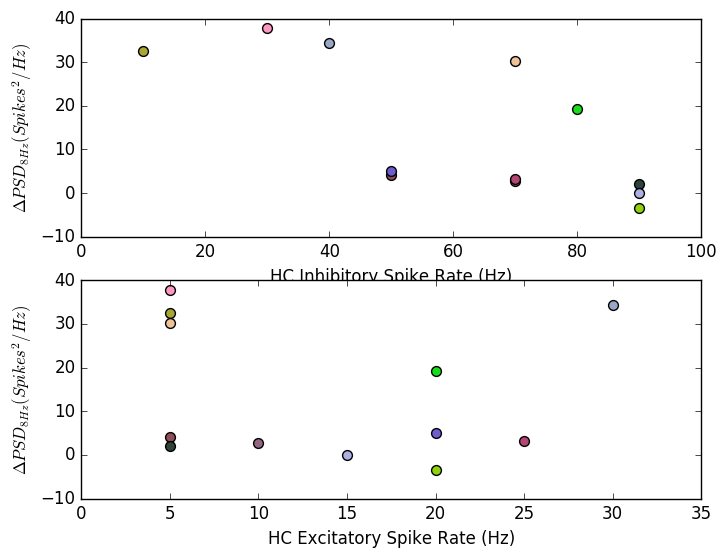 40
30
20
10
0
−10
ΔPSD₈Hz(Spikes²/Hz)
0 20 40 60 80 100
HC Inhibitory Spike Rate (Hz)
40
30
20
10
0
−10
ΔPSD₈Hz(Spikes²/Hz)
0 5 10 15 20 25 30 35
HC Excitatory Spike Rate (Hz)